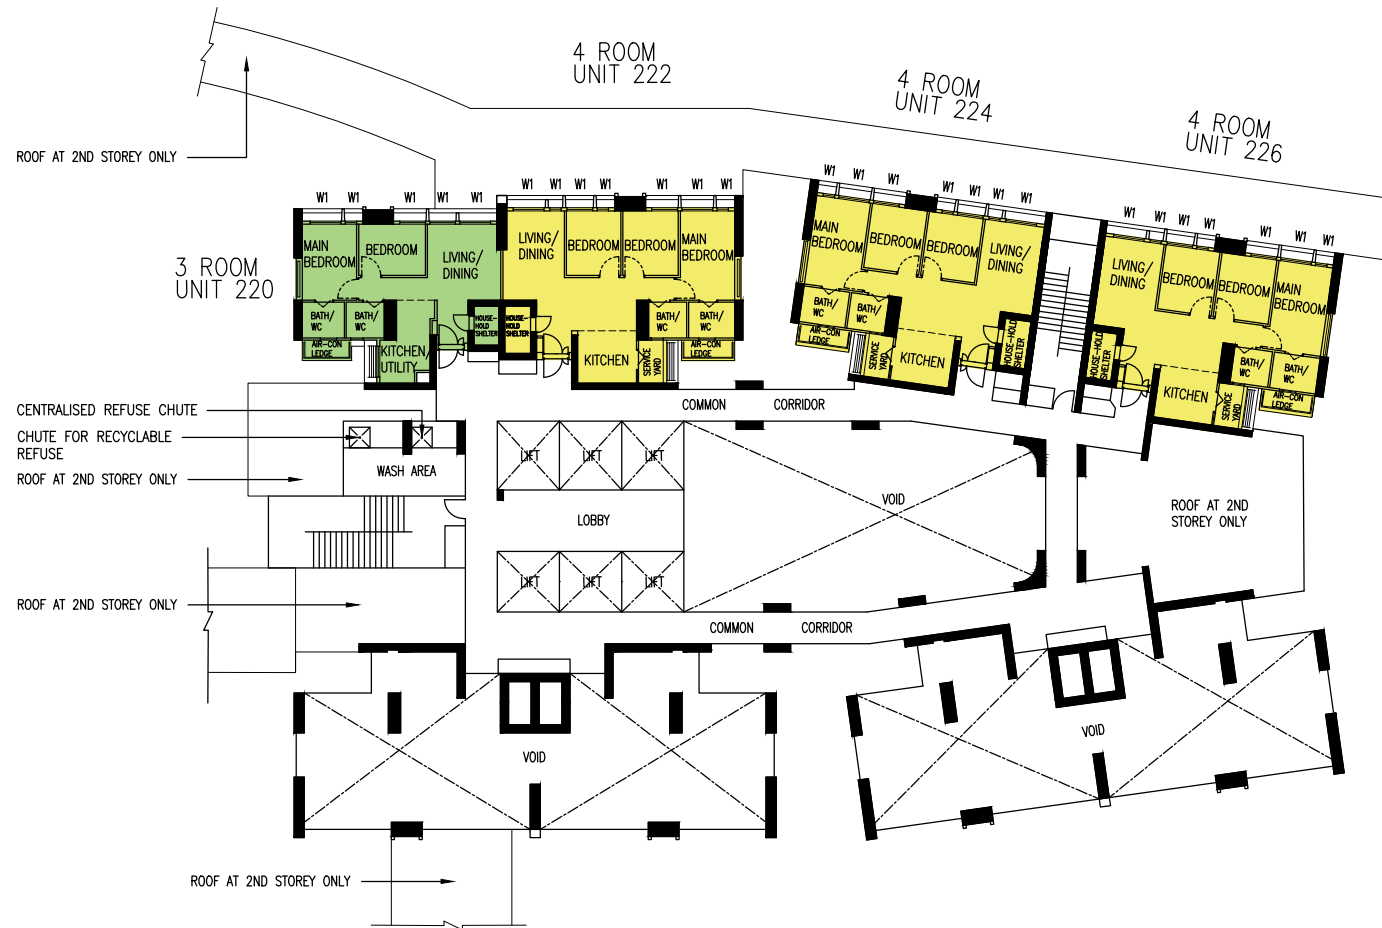 4 ROOM
UNIT 222
4 ROOM
UNIT 224
4 ROOM
UNIT 226
ROOF AT 2ND STOREY ONLY
3 ROOM
UNIT 220
W1 W1 W1 W1 W1
W1 W1 W1 W1 W1 W1 W1
W1 W1 W1 W1 W1 W1 W1
W1 W1 W1 W1 W1 W1 W1
MAIN
BEDROOM
BEDROOM
LIVING/
DINING
BATH/
WC
BATH/
WC
AIR-CON
LEDGE
KITCHEN/
UTILITY
HOUSE-
HOLD
SHELTER
HOUSE-
HOLD
SHELTER
LIVING/
DINING
BEDROOM
BEDROOM
MAIN
BEDROOM
KITCHEN
SERVICE
YARD
BATH/
WC
BATH/
WC
AIR-CON
LEDGE
MAIN
BEDROOM
BEDROOM
BEDROOM
LIVING/
DINING
BATH/
WC
BATH/
WC
AIR-CON
LEDGE
SERVICE
YARD
KITCHEN
HOUSE-HOLD
SHELTER
LIVING/
DINING
BEDROOM
BEDROOM
MAIN
BEDROOM
HOUSE-HOLD
SHELTER
KITCHEN
SERVICE
YARD
BATH/
WC
BATH/
WC
AIR-CON
LEDGE
COMMON CORRIDOR
CENTRALISED REFUSE CHUTE
CHUTE FOR RECYCLABLE
REFUSE
ROOF AT 2ND STOREY ONLY
WASH AREA
LIFT LIFT LIFT
LOBBY
VOID
ROOF AT 2ND
STOREY ONLY
LIFT LIFT LIFT
ROOF AT 2ND STOREY ONLY
COMMON CORRIDOR
VOID
VOID
ROOF AT 2ND STOREY ONLY